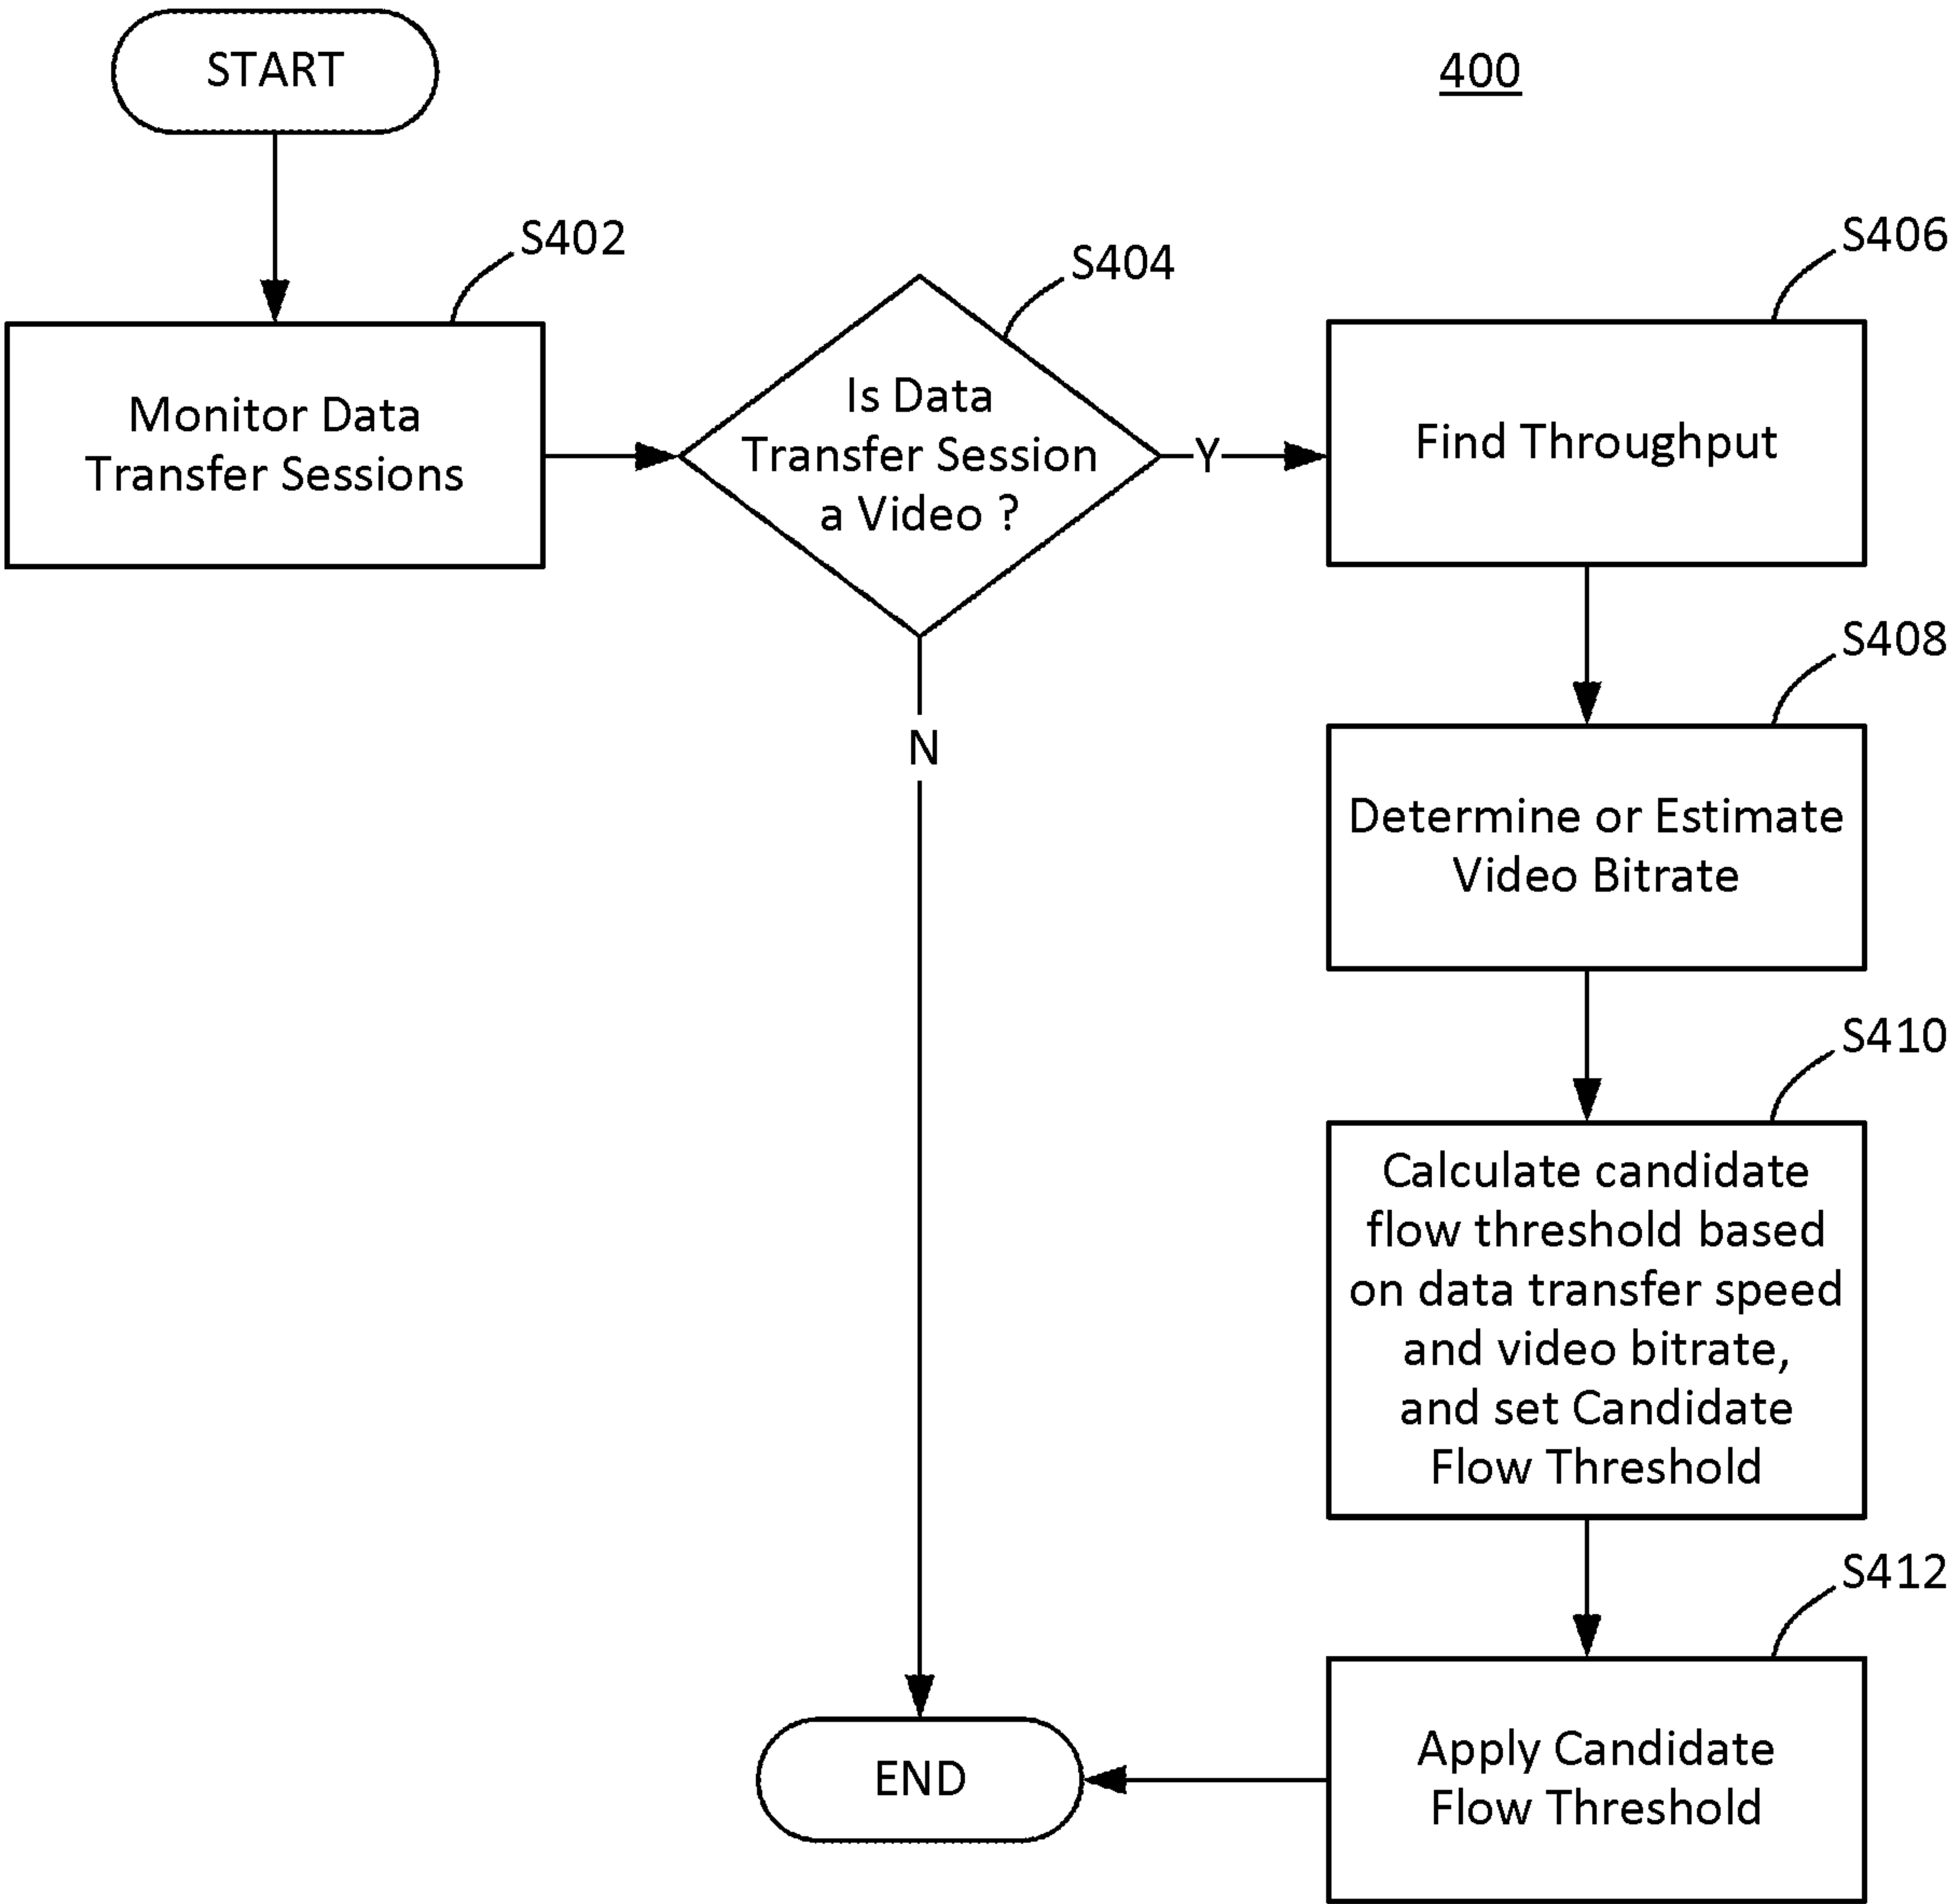 START
400
S402
Monitor Data
Transfer Sessions
S404
Is Data
Transfer Session
a Video ?
Y
N
S406
Find Throughput
S408
Determine or Estimate
Video Bitrate
S410
Calculate candidate
flow threshold based
on data transfer speed
and video bitrate,
and set Candidate
Flow Threshold
S412
Apply Candidate
Flow Threshold
END